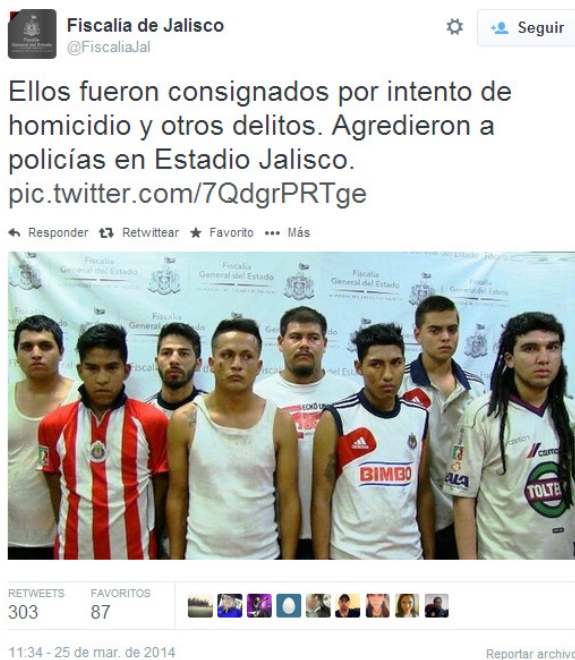 Fiscalía de Jalisco
@FiscaliaJal
Seguir
Ellos fueron consignados por intento de
homicidio y otros delitos. Agredieron a
policías en Estadio Jalisco.
pic.twitter.com/7QdgrPRTge
Responder Retwittear Favorito Más
Fiscalía
General del Estado
Fiscalía
General del Estado
Fiscalía
General del Estado
ECKO
BIMBO
TOLTE
RETWEETS FAVORITOS
303 87
11:34 - 25 de mar. de 2014
Reportar archivo